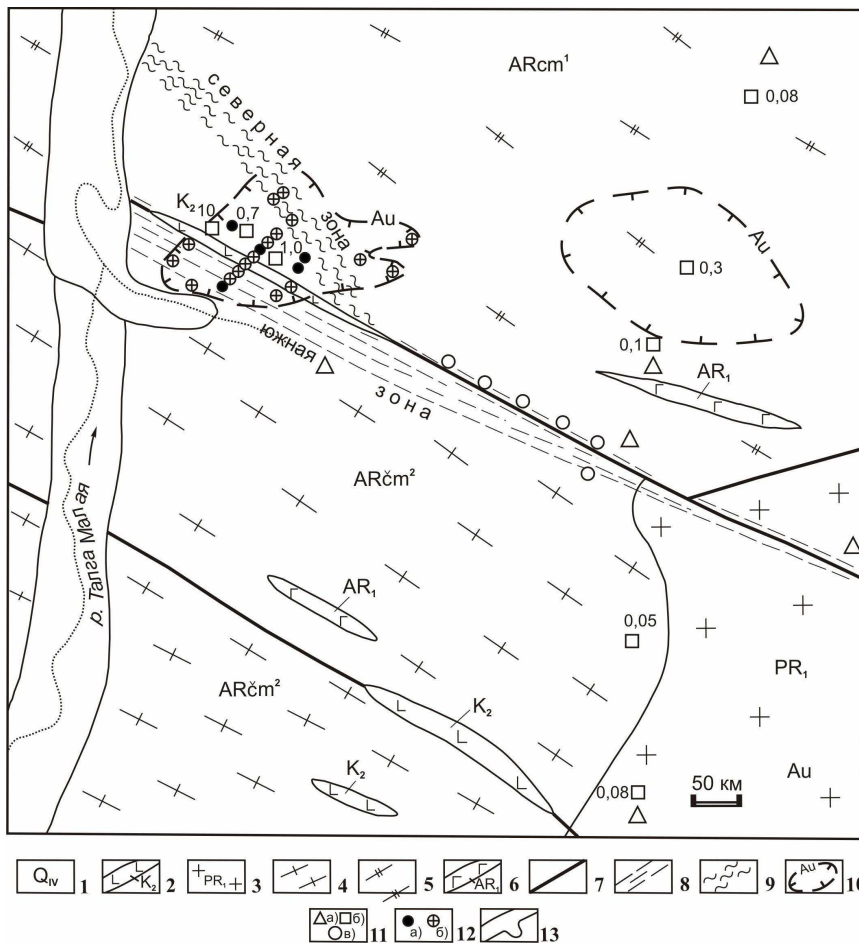 ARcm¹
0,08
северная
зона
K₂
10
0,7
1,0
Au
Au
0,3
0,1
AR₁
южная
зона
ARčm²
р. Талга Малая
AR₁
0,05
PR₁
ARčm²
K₂
K₂
Au
0,08
50 км
Q_IV 1
K₂ 2
PR₁ 3
4
5
AR₁ 6
7
8
9
Au 10
а) б) в) 11
а) б) 12
13